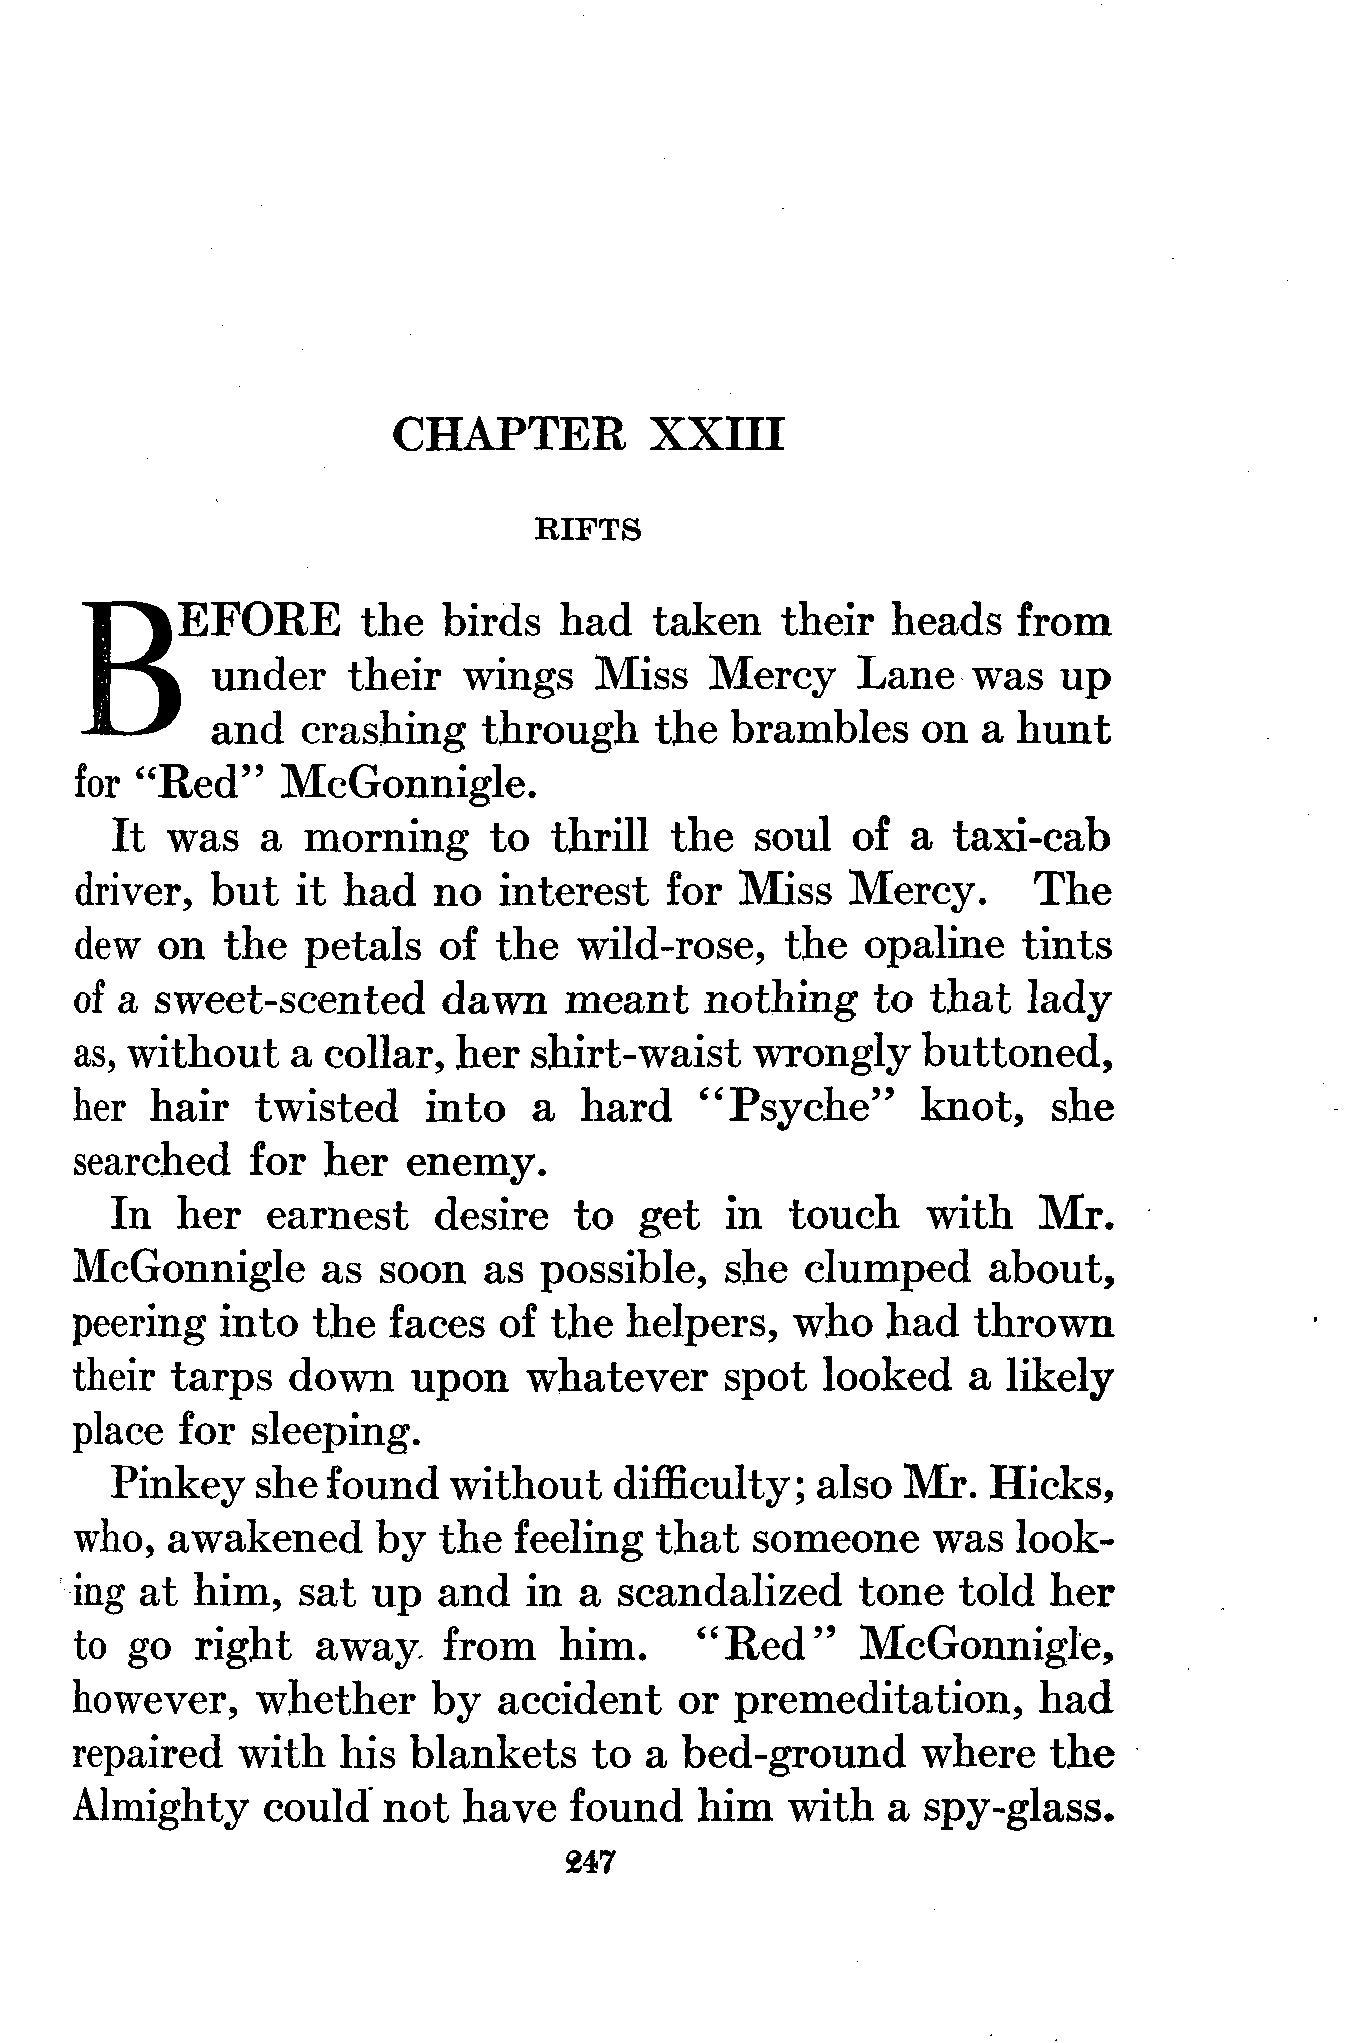 CHAPTER XXIII
RIFTS
BEFORE the birds had taken their heads from
under their wings Miss Mercy Lane was up
and crashing through the brambles on a hunt
for “Red” McGonnigle.
It was a morning to thrill the soul of a taxi-cab
driver, but it had no interest for Miss Mercy. The
dew on the petals of the wild-rose, the opaline tints
of a sweet-scented dawn meant nothing to that lady
as, without a collar, her shirt-waist wrongly buttoned,
her hair twisted into a hard “Psyche” knot, she
searched for her enemy.
In her earnest desire to get in touch with Mr.
McGonnigle as soon as possible, she clumped about,
peering into the faces of the helpers, who had thrown
their tarps down upon whatever spot looked a likely
place for sleeping.
Pinkey she found without difficulty; also Mr. Hicks,
who, awakened by the feeling that someone was look-
ing at him, sat up and in a scandalized tone told her
to go right away from him. “Red” McGonnigle,
however, whether by accident or premeditation, had
repaired with his blankets to a bed-ground where the
Almighty could not have found him with a spy-glass.
247